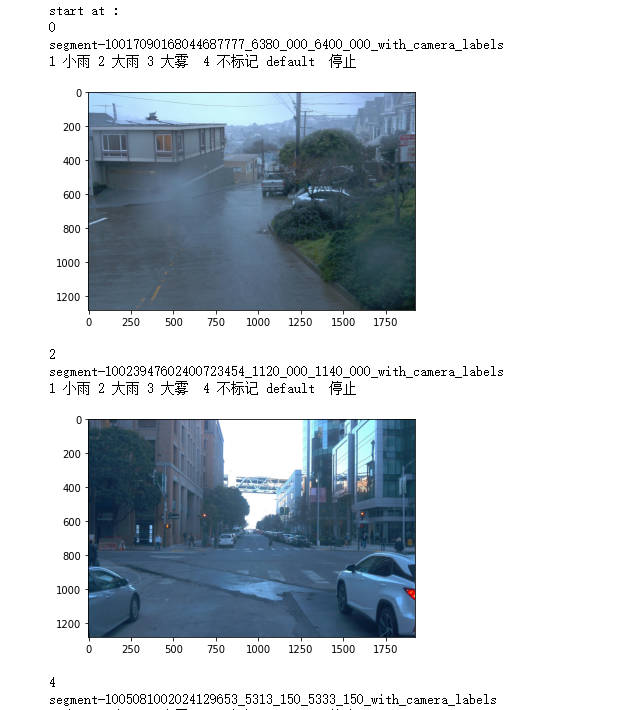 start at :
0
segment-10017090168044687777_6380_000_6400_000_with_camera_labels
1 小雨 2 大雨 3 大雾  4 不标记 default  停止
0
200
400
600
800
1000
1200
0 250 500 750 1000 1250 1500 1750
2
segment-10023947602400723454_1120_000_1140_000_with_camera_labels
1 小雨 2 大雨 3 大雾  4 不标记 default  停止
0
200
400
600
800
1000
1200
0 250 500 750 1000 1250 1500 1750
4
segment-1005081002024129653_5313_150_5333_150_with_camera_labels